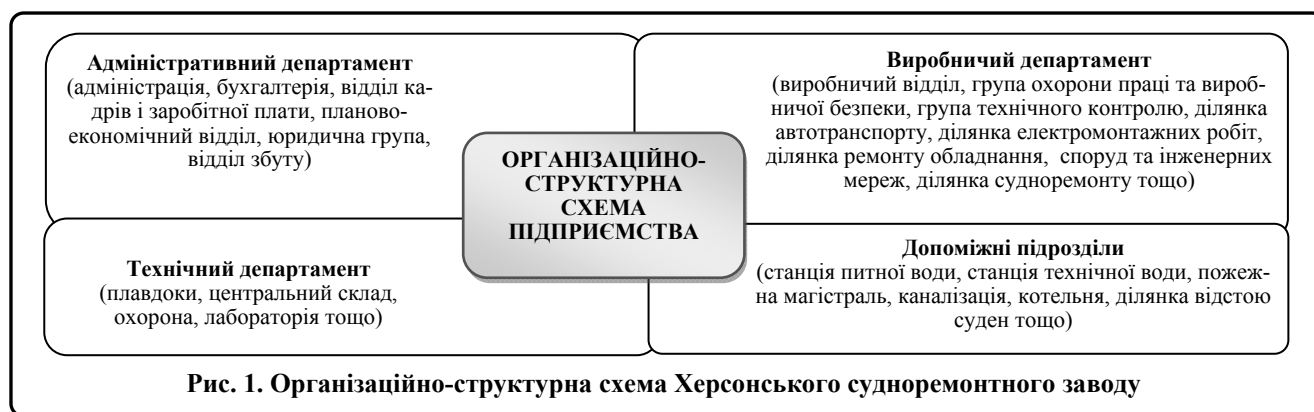 Адміністративний департамент
(адміністрація, бухгалтерія, відділ ка-
дрів і заробітної плати, планово-
економічний відділ, юридична група,
відділ збуту)
Виробничий департамент
(виробничий відділ, група охорони праці та вироб-
ничої безпеки, група технічного контролю, ділянка
автотранспорту, ділянка електромонтажних робіт,
ділянка ремонту обладнання, споруд та інженерних
мереж, ділянка судноремонту тощо)
ОРГАНІЗАЦІЙНО-
СТРУКТУРНА
СХЕМА
ПІДПРИЄМСТВА
Технічний департамент
(плавдоки, центральний склад,
охорона, лабораторія тощо)
Допоміжні підрозділи
(станція питної води, станція технічної води, пожеж-
на магістраль, каналізація, котельня, ділянка відстою
суден тощо)
Рис. 1. Організаційно-структурна схема Херсонського судноремонтного заводу